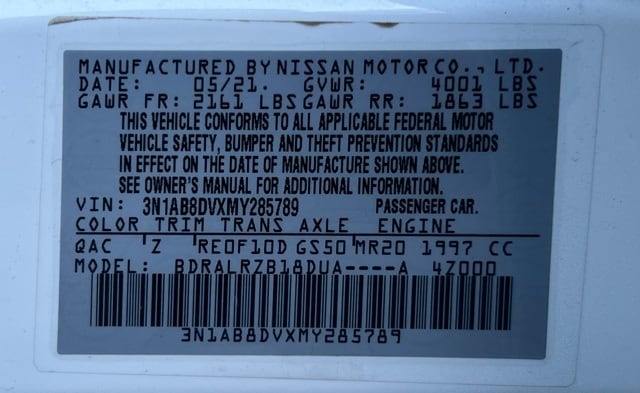 MANUFACTURED BY NISSAN MOTOR CO., LTD.
DATE: 05/21. GVWR: 4001 LBS
GAWR FR: 2161 LBS GAWR RR: 1863 LBS
THIS VEHICLE CONFORMS TO ALL APPLICABLE FEDERAL MOTOR
VEHICLE SAFETY, BUMPER AND THEFT PREVENTION STANDARDS
IN EFFECT ON THE DATE OF MANUFACTURE SHOWN ABOVE.
SEE OWNER'S MANUAL FOR ADDITIONAL INFORMATION.
VIN: 3N1AB8DVXMY285789 PASSENGER CAR.
COLOR TRIM TRANS AXLE ENGINE
QAC Z RE0F10D GS50 MR20 1997 CC
MODEL: BDRALRZB18DUA----A 4Z000
3N1AB8DVXMY285789